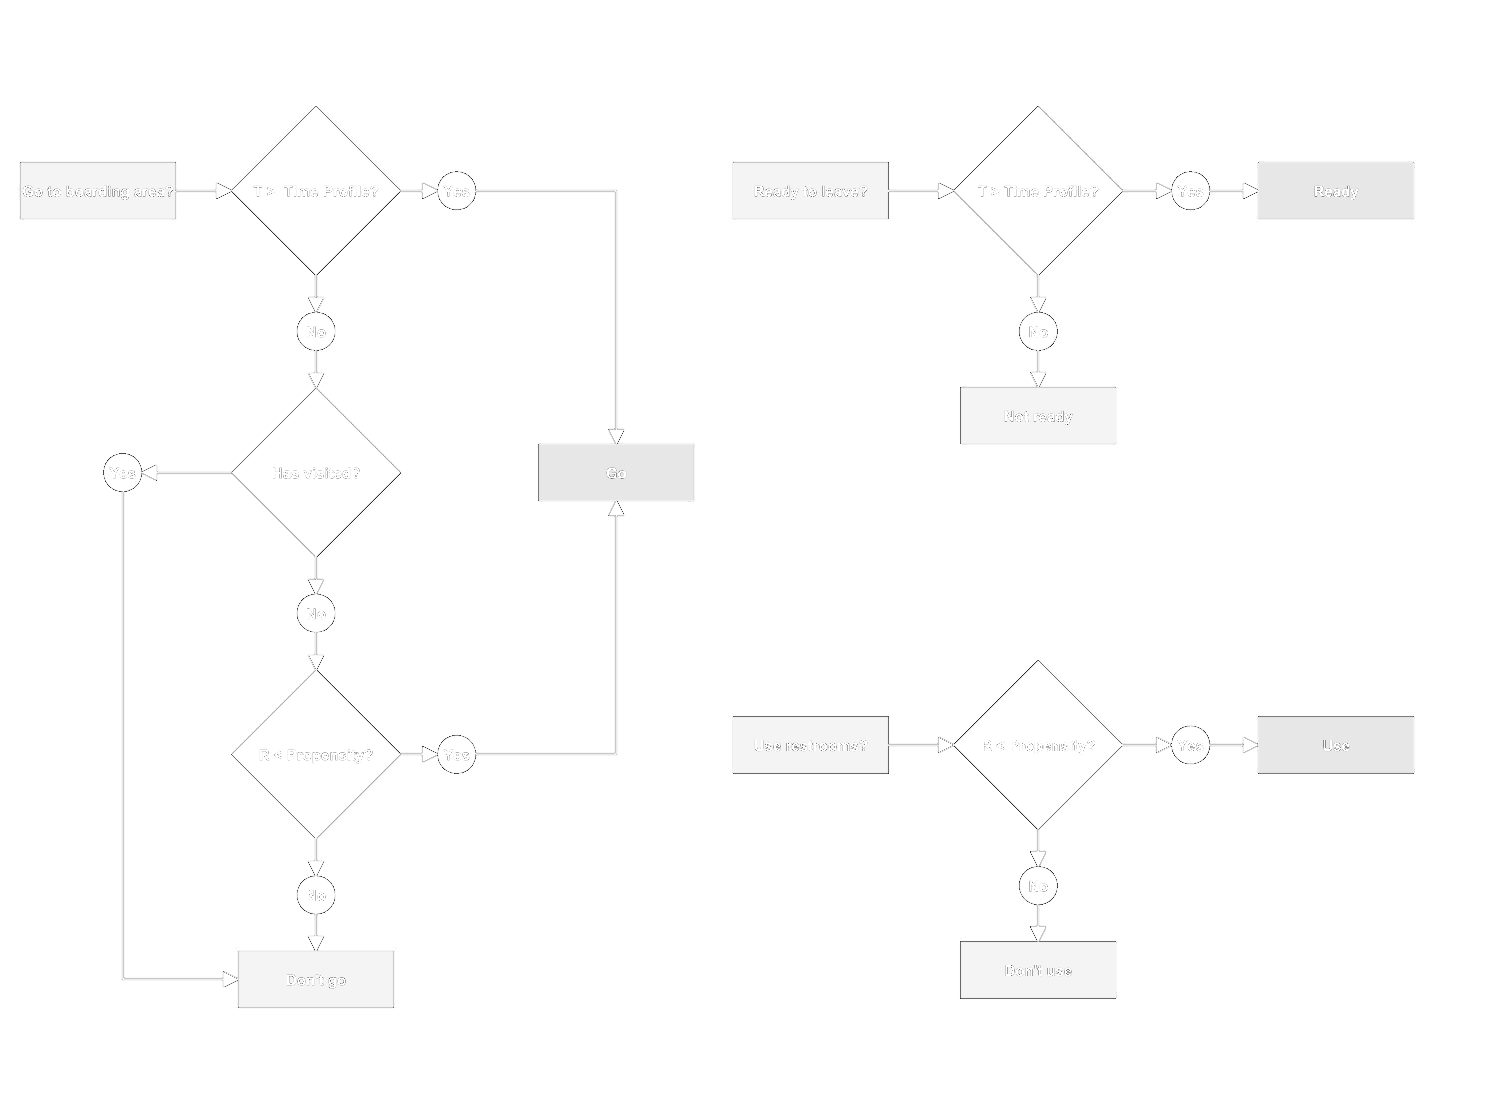 Go to boarding area?
T > Time Profile?
Yes
No
Has visited?
Yes
Go
No
R < Propensity?
Yes
No
Don't go
Ready to leave?
T > Time Profile?
Yes
Ready
No
Not ready
Use restrooms?
R < Propensity?
Yes
Use
No
Don't use